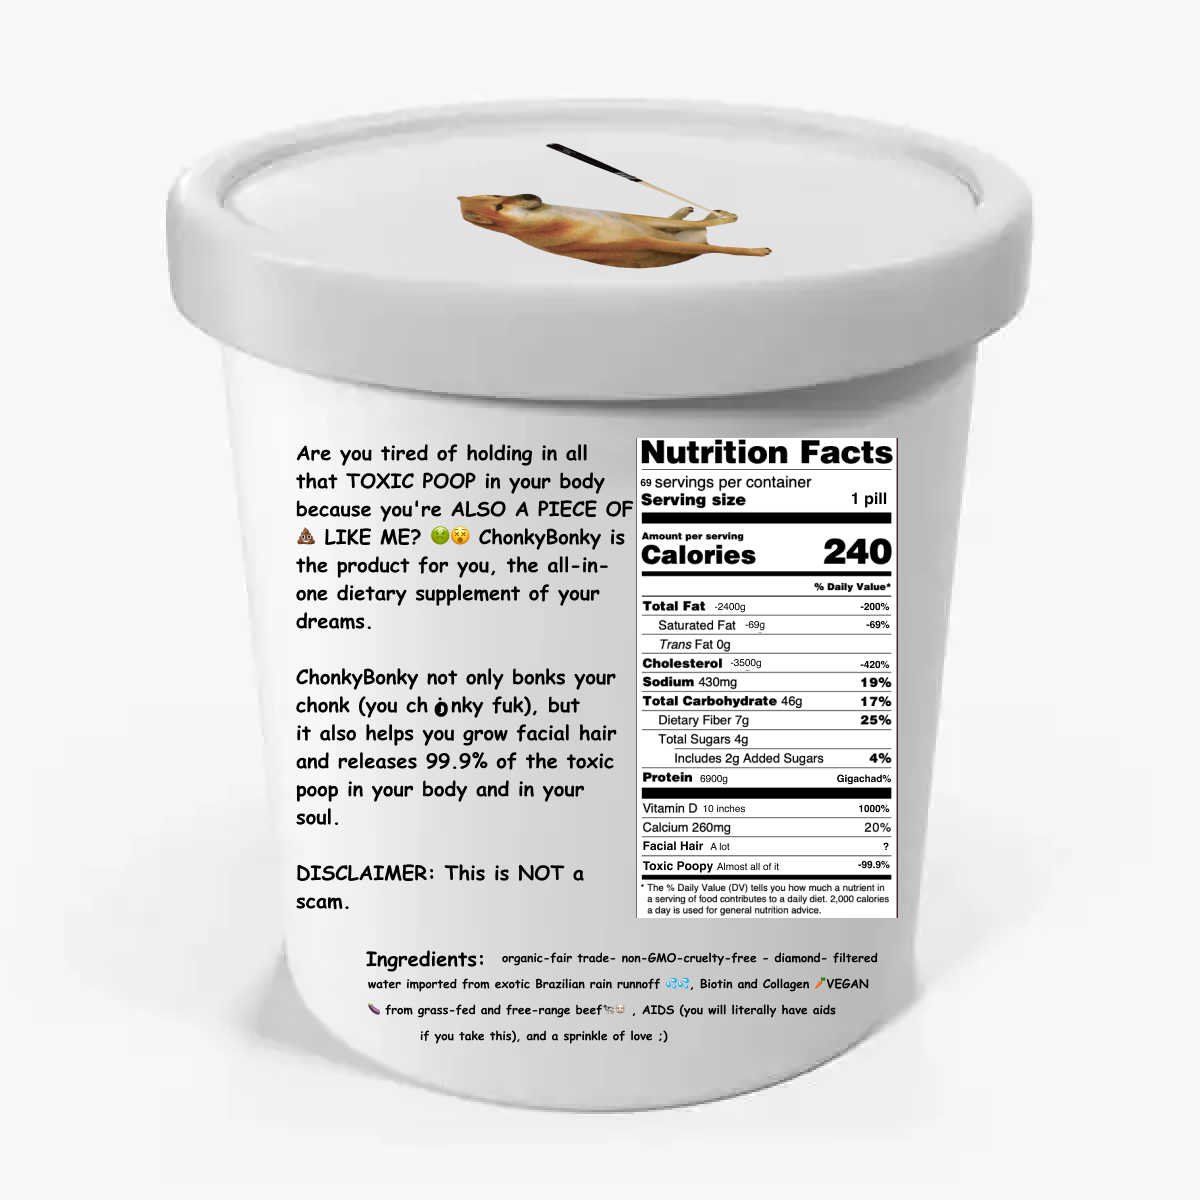 Are you tired of holding in all
that TOXIC POOP in your body
because you're ALSO A PIECE OF
💩 LIKE ME? 🤢😵 ChonkyBonky is
the product for you, the all-in-
one dietary supplement of your
dreams.
ChonkyBonky not only bonks your
chonk (you ch onky fuk), but
it also helps you grow facial hair
and releases 99.9% of the toxic
poop in your body and in your
soul.
DISCLAIMER: This is NOT a
scam.
Nutrition Facts
69 servings per container
Serving size 1 pill
Amount per serving
Calories 240
% Daily Value*
Total Fat -2400g -200%
Saturated Fat -69g -69%
Trans Fat 0g
Cholesterol -3500g -420%
Sodium 430mg 19%
Total Carbohydrate 46g 17%
Dietary Fiber 7g 25%
Total Sugars 4g
Includes 2g Added Sugars 4%
Protein 6900g Gigachad%
Vitamin D 10 inches 1000%
Calcium 260mg 20%
Facial Hair A lot ?
Toxic Poopy Almost all of it -99.9%
* The % Daily Value (DV) tells you how much a nutrient in
a serving of food contributes to a daily diet. 2,000 calories
a day is used for general nutrition advice.
Ingredients: organic-fair trade- non-GMO-cruelty-free - diamond- filtered
water imported from exotic Brazilian rain runoff 💦💦, Biotin and Collagen 🥕VEGAN
🍆 from grass-fed and free-range beef🐄🐮 , AIDS (you will literally have aids
if you take this), and a sprinkle of love ;)